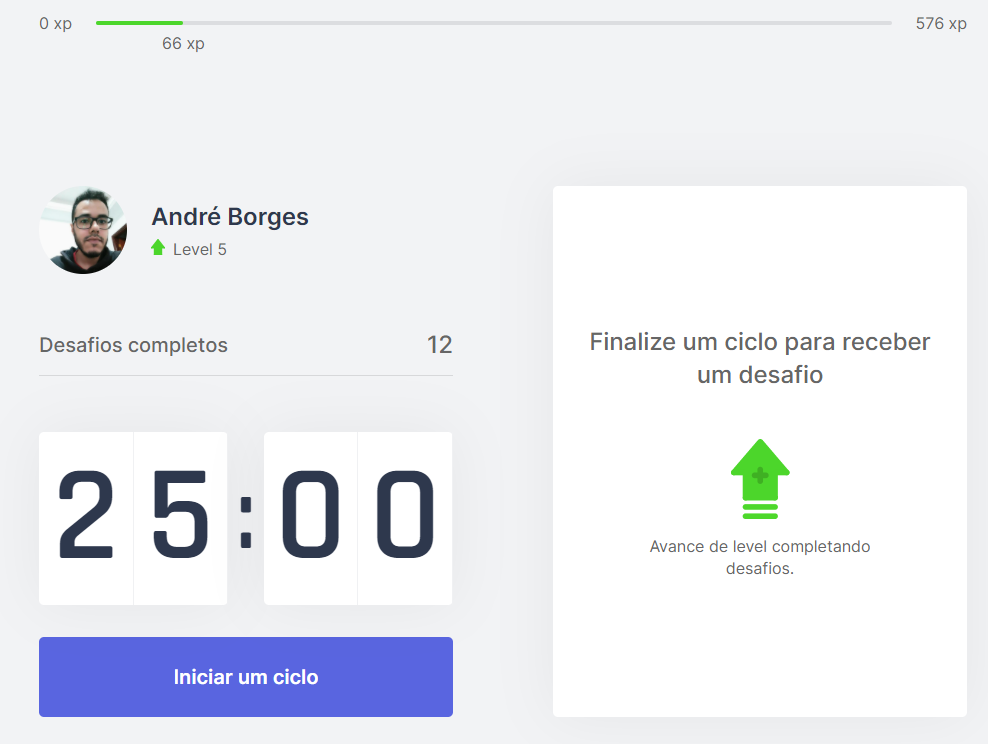 0 xp
576 xp
66 xp
André Borges
Level 5
Desafios completos
12
25:00
Iniciar um ciclo
Finalize um ciclo para receber
um desafio
Avance de level completando
desafios.